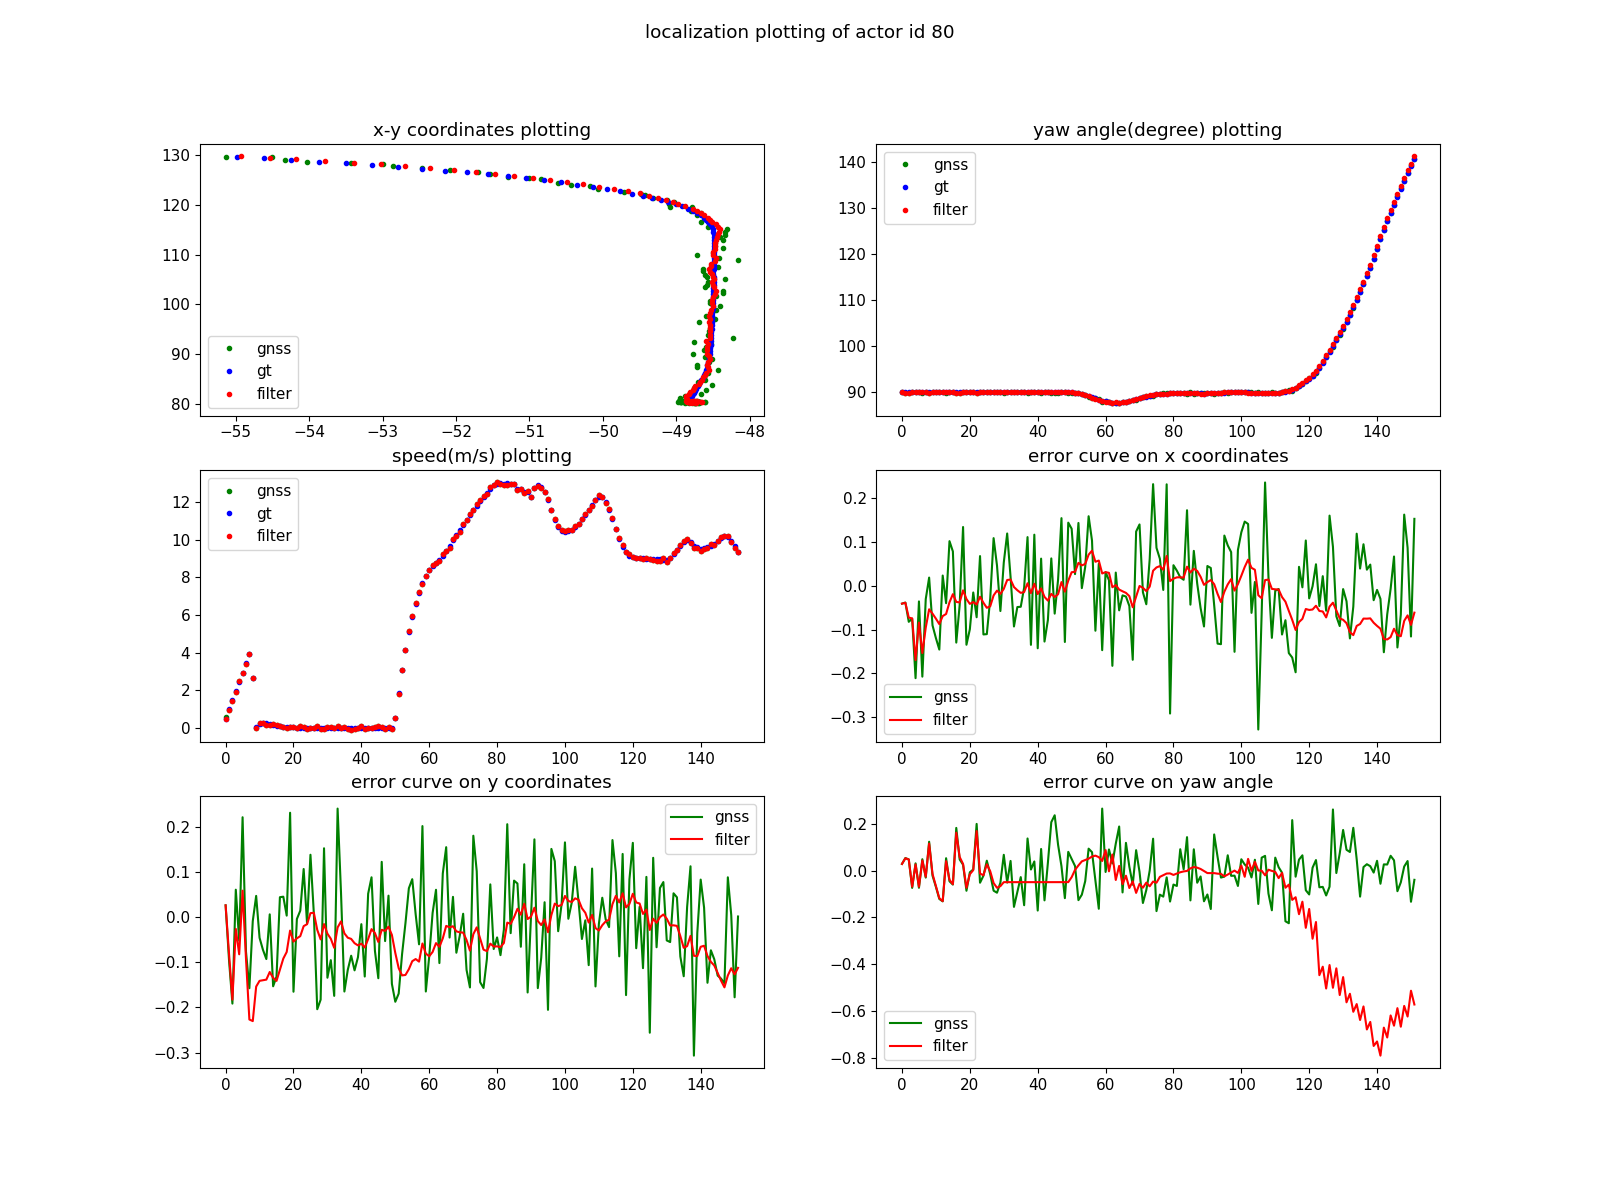 localization plotting of actor id 80
x-y coordinates plotting
130
120
110
100
90
80
gnss
gt
filter
−55 −54 −53 −52 −51 −50 −49 −48
yaw angle(degree) plotting
140
130
120
110
100
90
gnss
gt
filter
0 20 40 60 80 100 120 140
speed(m/s) plotting
12
10
8
6
4
2
0
gnss
gt
filter
0 20 40 60 80 100 120 140
error curve on x coordinates
0.2
0.1
0.0
−0.1
−0.2
−0.3
gnss
filter
0 20 40 60 80 100 120 140
error curve on y coordinates
0.2
0.1
0.0
−0.1
−0.2
−0.3
gnss
filter
0 20 40 60 80 100 120 140
error curve on yaw angle
0.2
0.0
−0.2
−0.4
−0.6
−0.8
gnss
filter
0 20 40 60 80 100 120 140